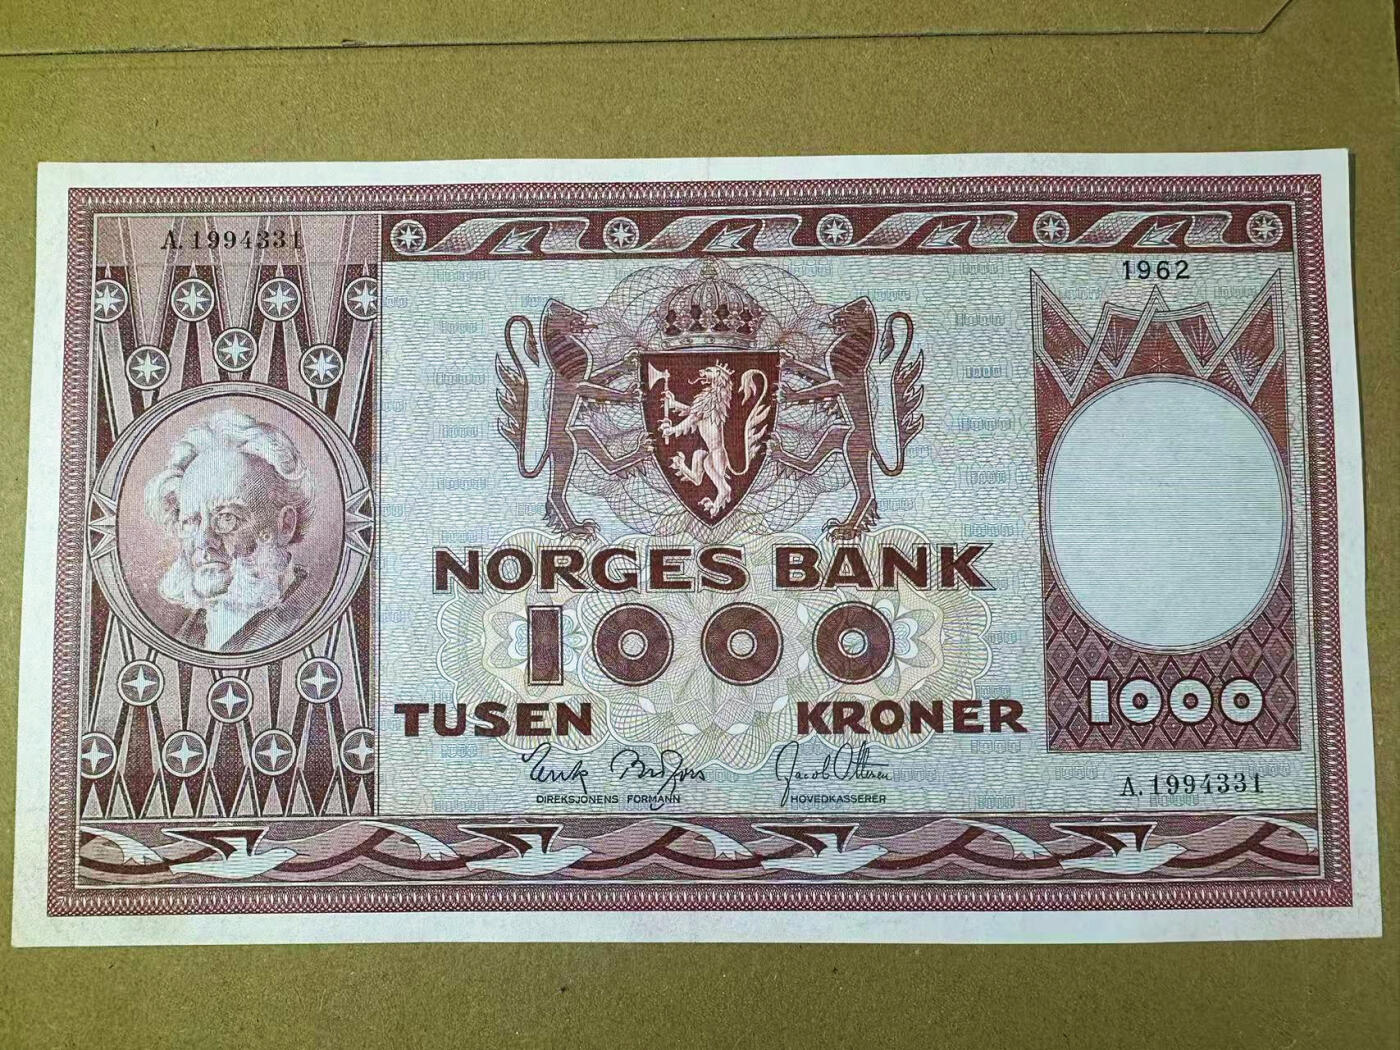 A.1994331
1962
NORGES BANK
1000
TUSEN KRONER
1000
DIREKSJONENS FORMANN
HOVEDKASSERER
A.1994331